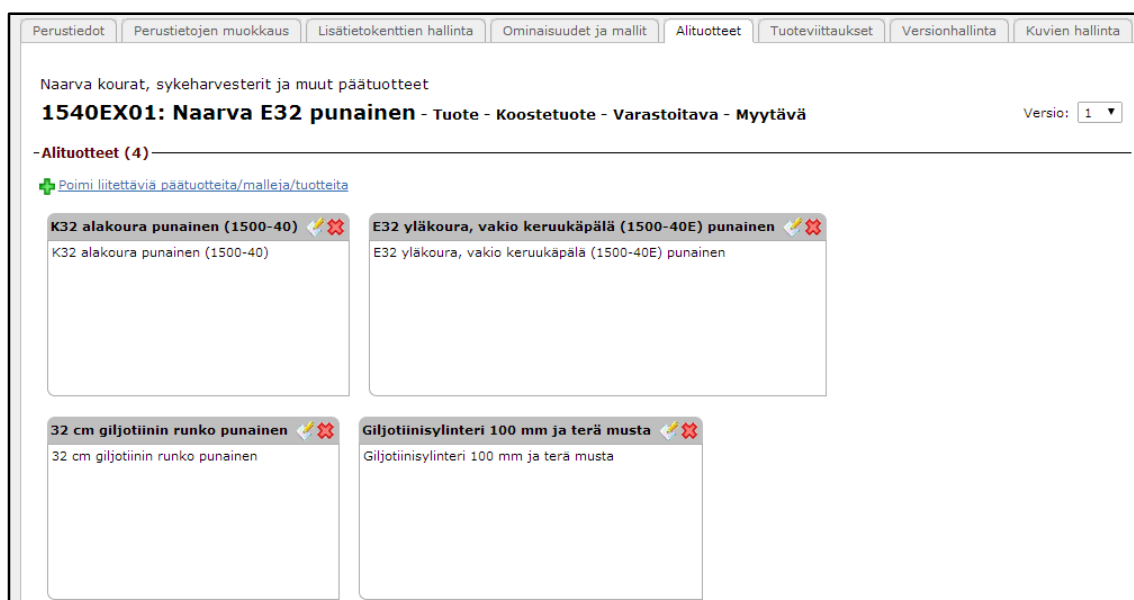 Perustiedot Perustietojen muokkaus Lisätietokenttien hallinta Ominaisuudet ja mallit Alituotteet Tuoteviittaukset Versionhallinta Kuvien hallinta
Naarva kourat, sykeharvesterit ja muut päätuotteet
1540EX01: Naarva E32 punainen - Tuote - Koostetuote - Varastoitava - Myytävä Versio: 1
Alituotteet (4)
Poimi liitettäviä päätuotteita/malleja/tuotteita
K32 alakoura punainen (1500-40) E32 yläkoura, vakio keruukäpälä (1500-40E) punainen
K32 alakoura punainen (1500-40) E32 yläkoura, vakio keruukäpälä (1500-40E) punainen
32 cm giljotiinin runko punainen Giljotiinisylinteri 100 mm ja terä musta
32 cm giljotiinin runko punainen Giljotiinisylinteri 100 mm ja terä musta